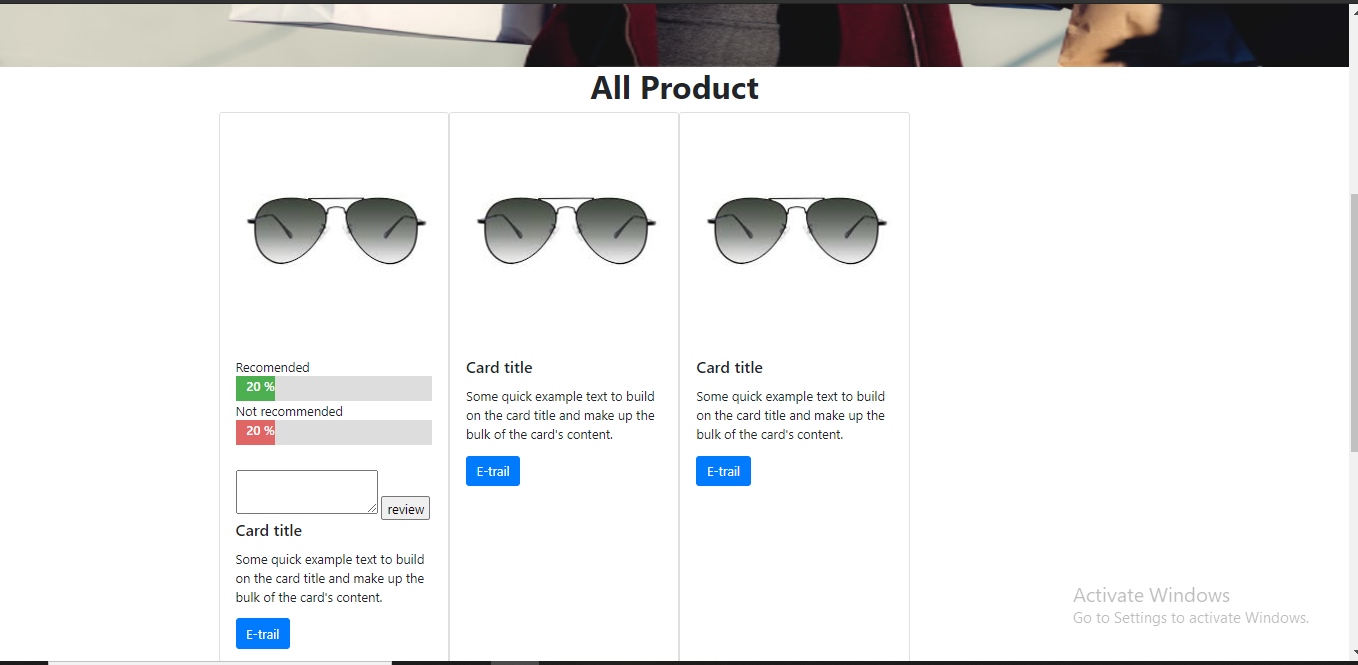 All Product
Recomended
20 %
Not recommended
20 %
review
Card title
Some quick example text to build
on the card title and make up the
bulk of the card's content.
E-trail
Card title
Some quick example text to build
on the card title and make up the
bulk of the card's content.
E-trail
Card title
Some quick example text to build
on the card title and make up the
bulk of the card's content.
E-trail
Activate Windows
Go to Settings to activate Windows.